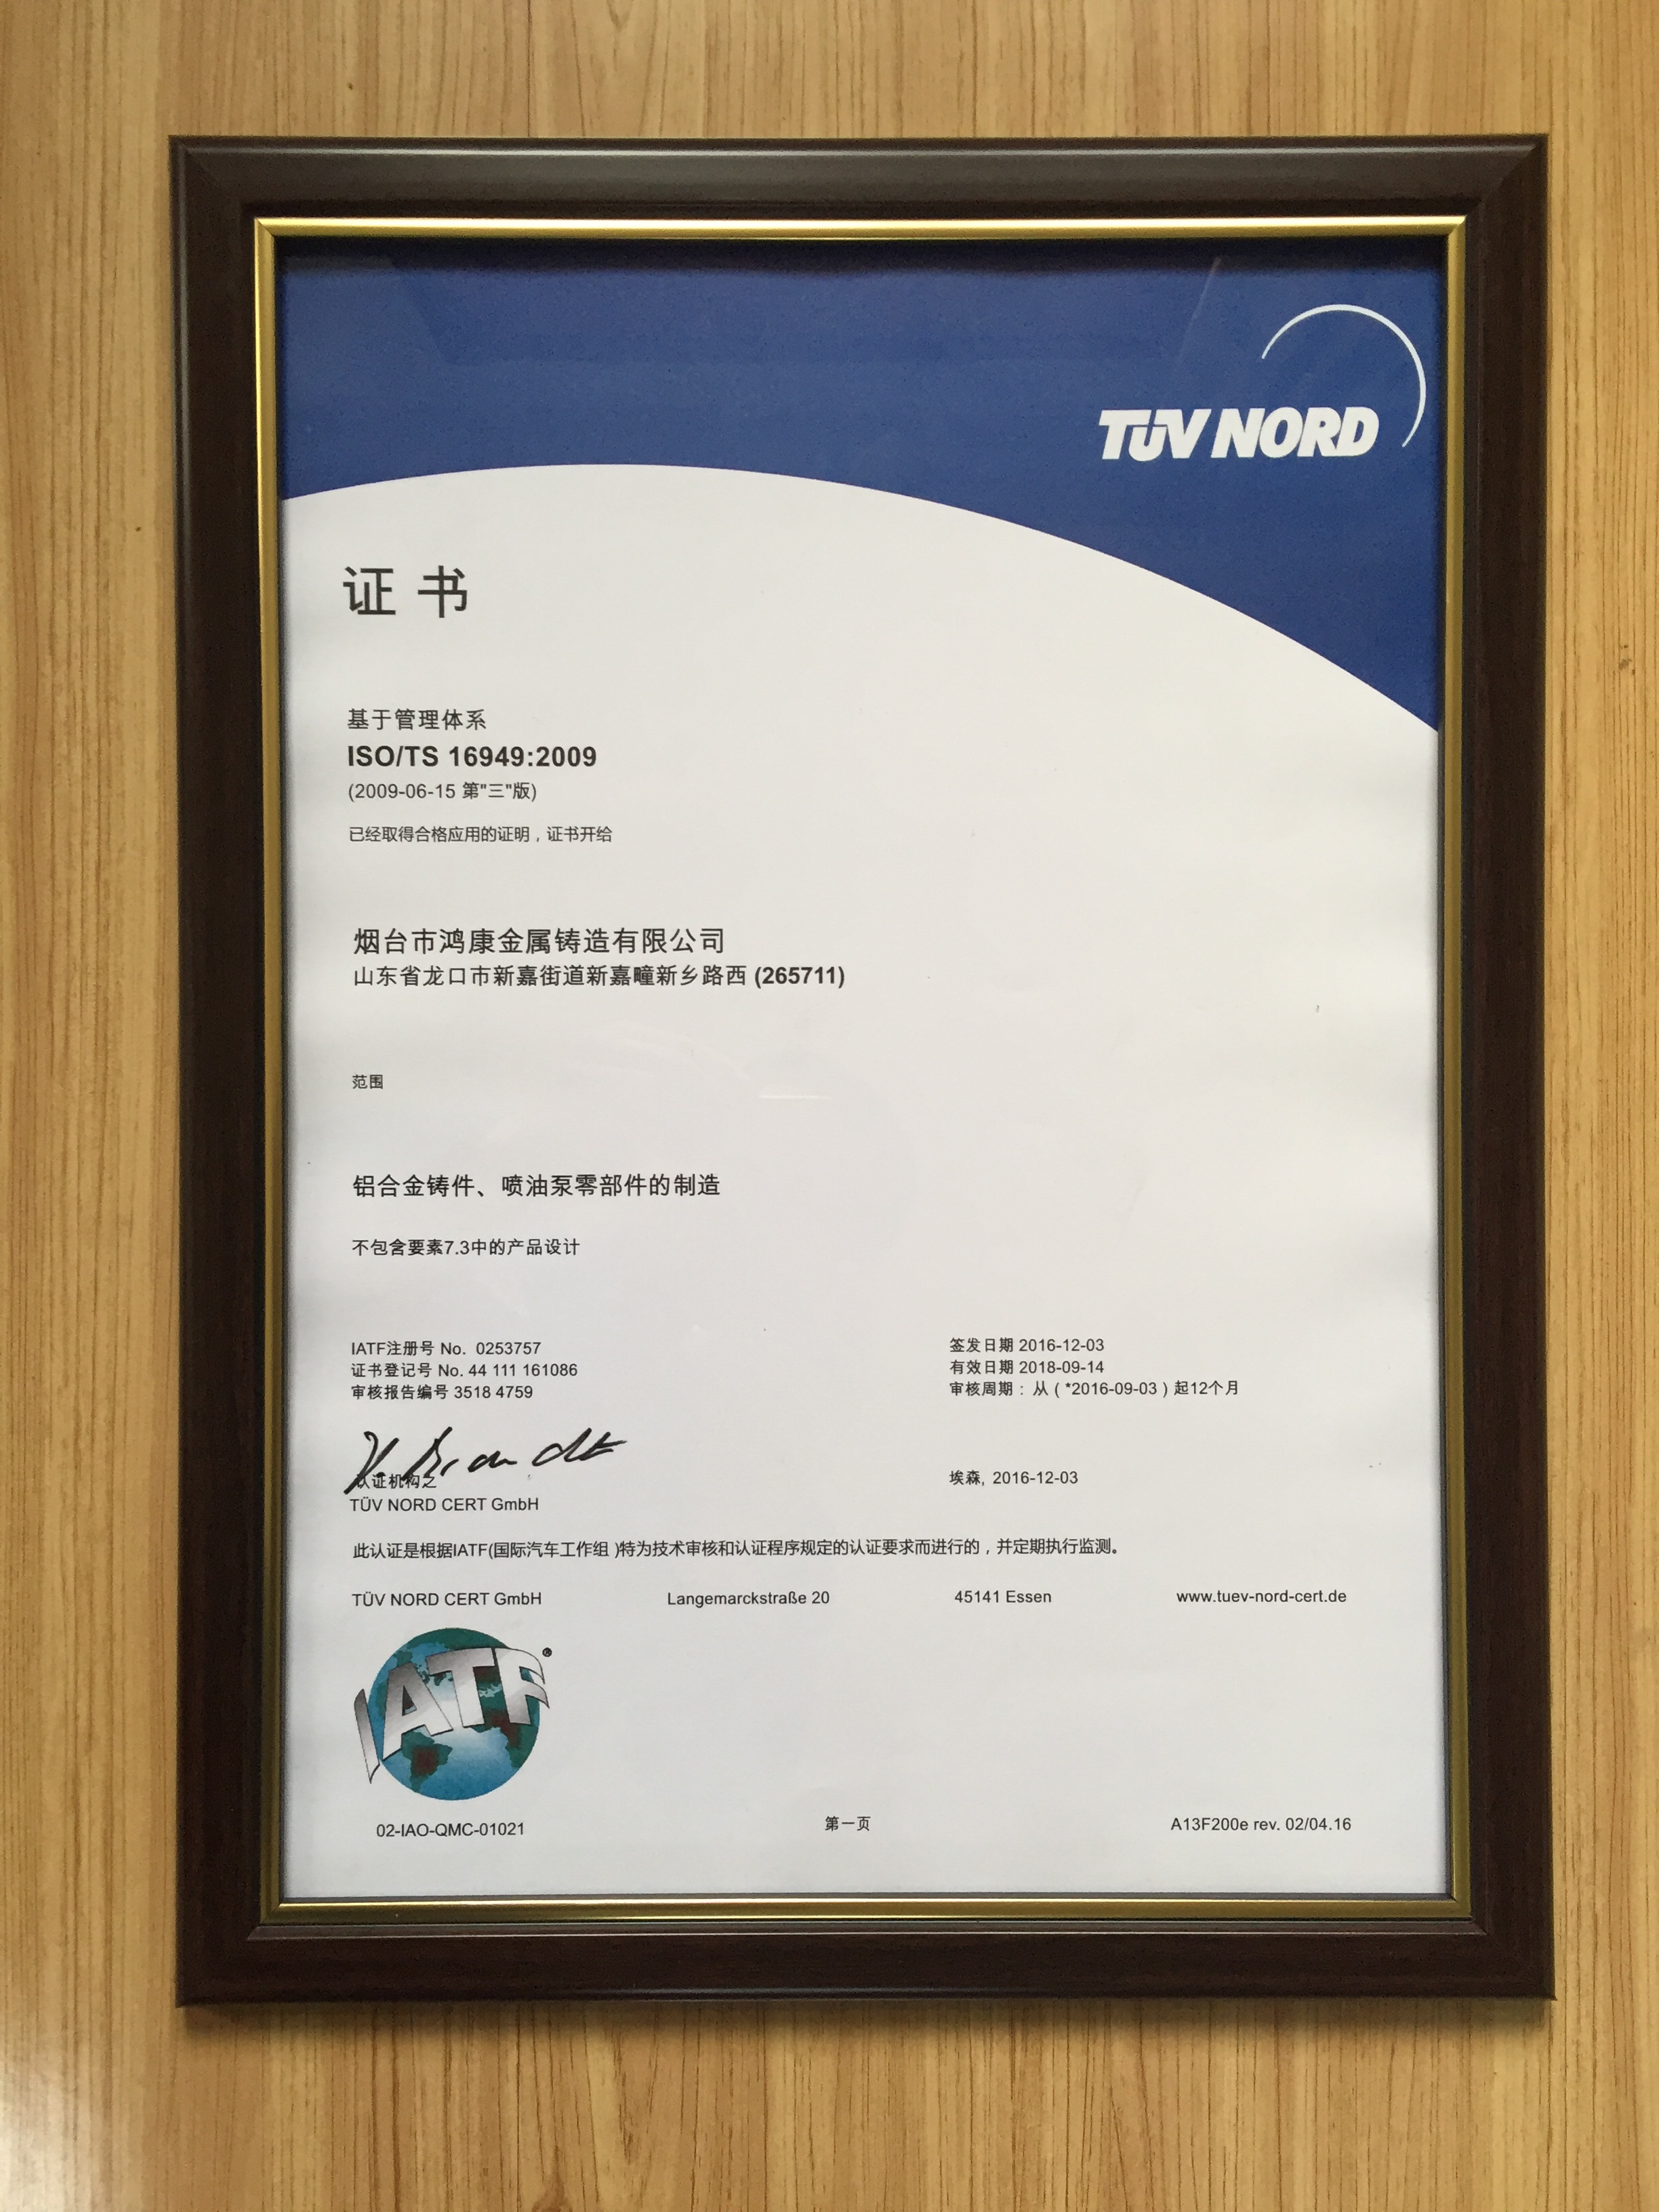 TÜV NORD
证书
基于管理体系
ISO/TS 16949:2009
(2009-06-15 第"三"版)
已经取得合格应用的证明，证书开给
烟台市鸿康金属铸造有限公司
山东省龙口市新嘉街道新嘉疃新乡路西 (265711)
范围
铝合金铸件、喷油泵零部件的制造
不包含要素7.3中的产品设计
IATF注册号 No. 0253757
证书登记号 No. 44 111 161086
审核报告编号 3518 4759
签发日期 2016-12-03
有效日期 2018-09-14
审核周期：从 ( *2016-09-03 ) 起12个月
认证机构之
TÜV NORD CERT GmbH
埃森, 2016-12-03
此认证是根据IATF(国际汽车工作组 )特为技术审核和认证程序规定的认证要求而进行的，并定期执行监测。
TÜV NORD CERT GmbH Langemarckstraße 20 45141 Essen www.tuev-nord-cert.de
IATF®
02-IAO-QMC-01021 第一页 A13F200e rev. 02/04.16